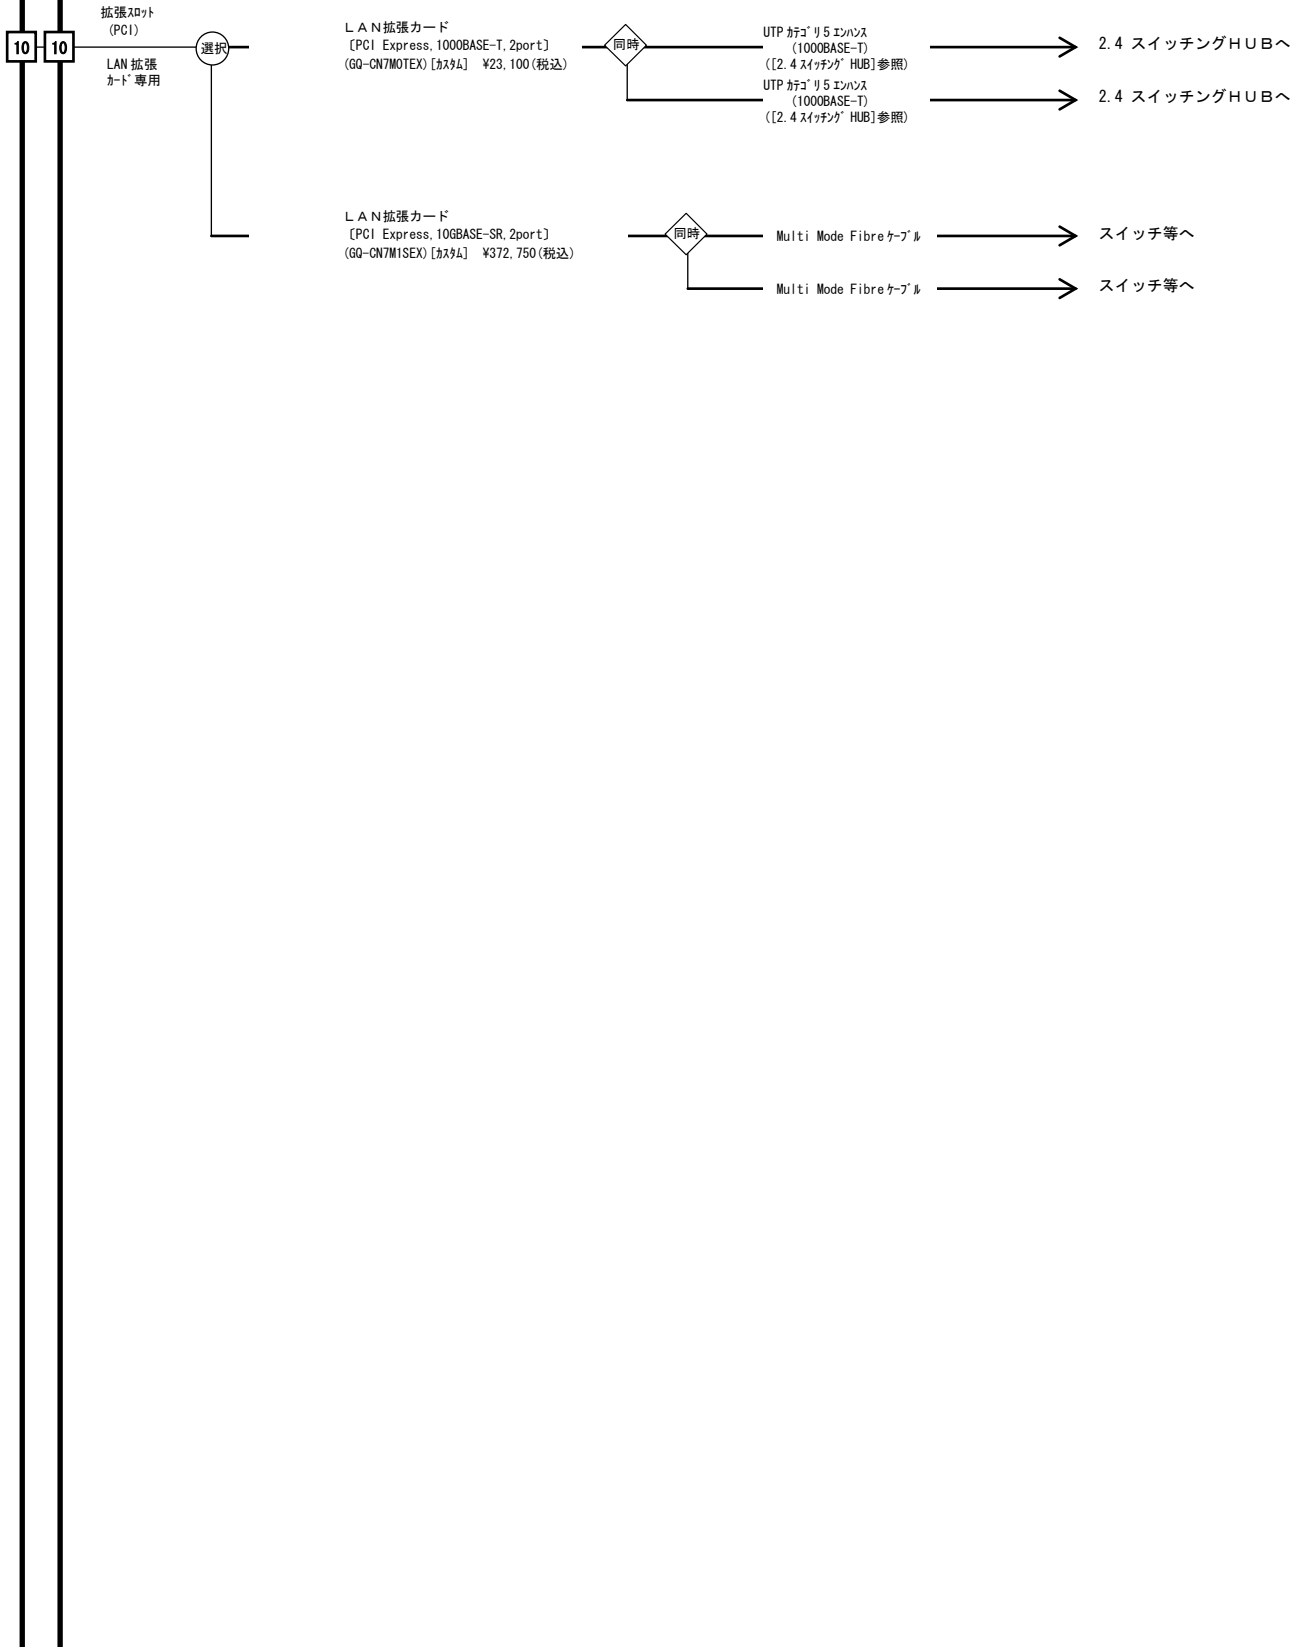 拡張ｽﾛｯﾄ
(PCI)
10
10
選択
LAN 拡張
ｶｰﾄﾞ専用
ＬＡＮ拡張カード
〔PCI Express,1000BASE-T,2port〕
(GQ-CN7M0TEX)[ｶｽﾀﾑ] ¥23,100(税込)
同時
UTP ｶﾃｺﾞﾘ5 ｴﾝﾊﾝｽ
(1000BASE-T)
([2.4 ｽｲｯﾁﾝｸﾞ HUB]参照)
2.4 スイッチングＨＵＢへ
UTP ｶﾃｺﾞﾘ5 ｴﾝﾊﾝｽ
(1000BASE-T)
([2.4 ｽｲｯﾁﾝｸﾞ HUB]参照)
2.4 スイッチングＨＵＢへ
ＬＡＮ拡張カード
〔PCI Express,10GBASE-SR,2port〕
(GQ-CN7M1SEX)[ｶｽﾀﾑ] ¥372,750(税込)
同時
Multi Mode Fibreｹｰﾌﾞﾙ
スイッチ等へ
Multi Mode Fibreｹｰﾌﾞﾙ
スイッチ等へ